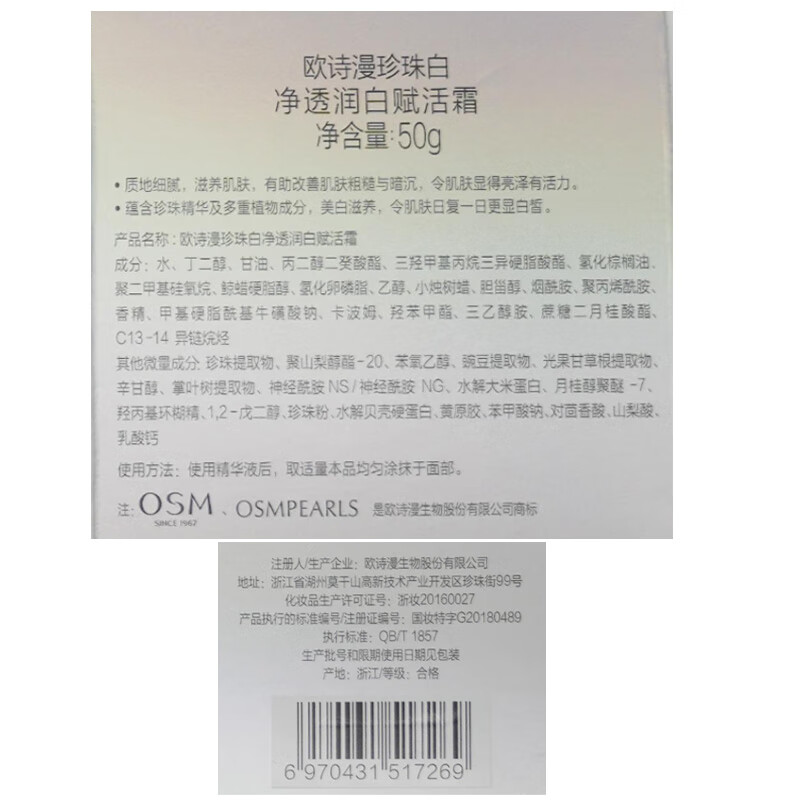 欧诗漫珍珠白
净透润白赋活霜
净含量:50g
• 质地细腻，滋养肌肤，有助改善肌肤粗糙与暗沉，令肌肤显得亮泽有活力。
• 蕴含珍珠精华及多重植物成分，美白滋养，令肌肤日复一日更显白皙。
产品名称：欧诗漫珍珠白净透润白赋活霜
成分：水、丁二醇、甘油、丙二醇二癸酸酯、三羟甲基丙烷三异硬脂酸酯、氢化棕榈油、
聚二甲基硅氧烷、鲸蜡硬脂醇、氢化卵磷脂、乙醇、小烛树蜡、胆甾醇、烟酰胺、聚丙烯酰胺、
香精、甲基硬脂酰基牛磺酸钠、卡波姆、羟苯甲酯、三乙醇胺、蔗糖二月桂酸酯、
C13-14 异链烷烃
其他微量成分: 珍珠提取物、聚山梨醇酯-20、苯氧乙醇、豌豆提取物、光果甘草根提取物、
辛甘醇、掌叶树提取物、神经酰胺 NS/神经酰胺 NG、水解大米蛋白、月桂醇聚醚-7、
羟丙基环糊精、1,2-戊二醇、珍珠粉、水解贝壳硬蛋白、黄原胶、苯甲酸钠、对茴香酸、山梨酸、
乳酸钙
使用方法：使用精华液后，取适量本品均匀涂抹于面部。
注: OSM、OSMPEARLS 是欧诗漫生物股份有限公司商标
SINCE 1967
注册人/生产企业：欧诗漫生物股份有限公司
地址：浙江省湖州莫干山高新技术产业开发区珍珠街99号
化妆品生产许可证号：浙妆20160027
产品执行的标准编号/注册证编号：国妆特字G20180489
执行标准：QB/T 1857
生产批号和限期使用日期见包装
产地：浙江/等级：合格
6 970431 517269